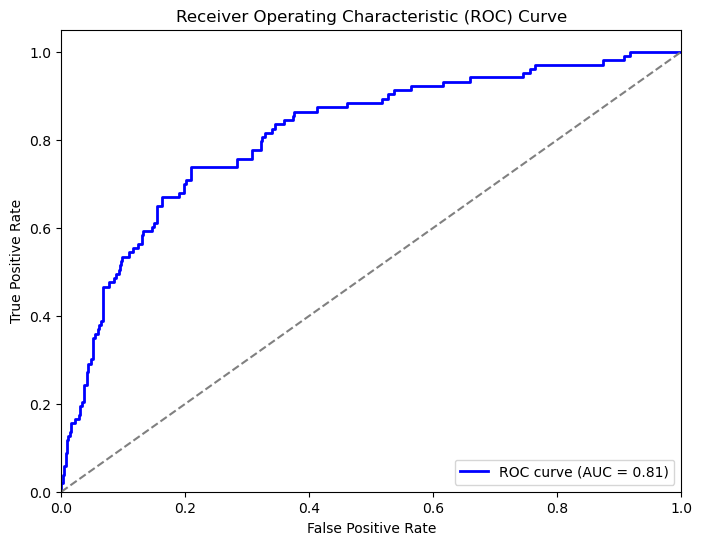 Receiver Operating Characteristic (ROC) Curve
1.0
0.8
0.6
0.4
0.2
0.0
True Positive Rate
ROC curve (AUC = 0.81)
0.0 0.2 0.4 0.6 0.8 1.0
False Positive Rate